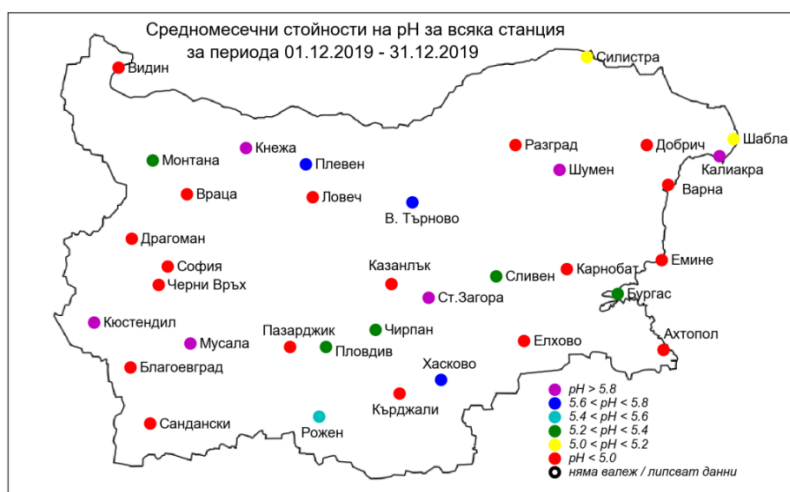 Средномесечни стойности на pH за всяка станция
за периода 01.12.2019 - 31.12.2019
Силистра
Видин
Шабла
Кнежа
Разград
Добрич
Монтана
Плевен
Калиакра
Шумен
Враца
Ловеч
Варна
В. Търново
Драгоман
Емине
София
Казанлък
Карнобат
Сливен
Черни Връх
Ст.Загора
Бургас
Кюстендил
Чирпан
Пазарджик
Ахтопол
Мусала
Елхово
Пловдив
Хасково
Благоевград
Кърджали
Сандански
Рожен
pH > 5.8
5.6 < pH < 5.8
5.4 < pH < 5.6
5.2 < pH < 5.4
5.0 < pH < 5.2
pH < 5.0
няма валеж / липсват данни